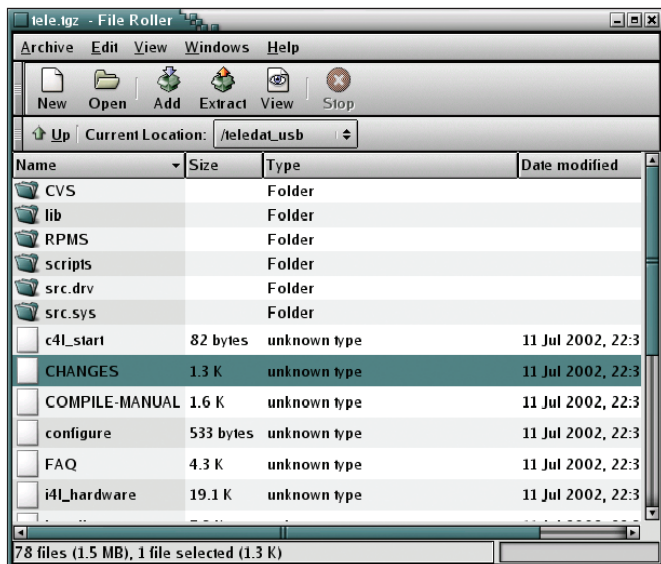 tele.tgz - File Roller
Archive Edit View Windows Help
New Open Add Extract View Stop
Up Current Location: /teledat_usb
Name Size Type Date modified
CVS Folder
lib Folder
RPMS Folder
scripts Folder
src.drv Folder
src.sys Folder
c4l_start 82 bytes unknown type 11 Jul 2002, 22:3
CHANGES 1.3 K unknown type 11 Jul 2002, 22:3
COMPILE-MANUAL 1.6 K unknown type 11 Jul 2002, 22:3
configure 533 bytes unknown type 11 Jul 2002, 22:3
FAQ 4.3 K unknown type 11 Jul 2002, 22:3
i4l_hardware 19.1 K unknown type 11 Jul 2002, 22:3
78 files (1.5 MB), 1 file selected (1.3 K)